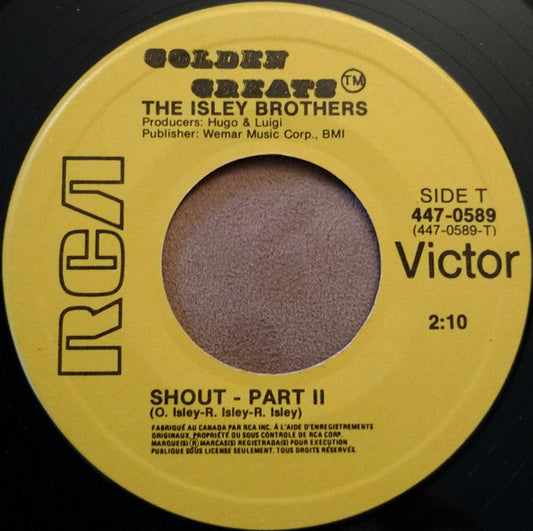 GOLDEN
GREATS™
THE ISLEY BROTHERS
Producers: Hugo & Luigi
Publisher: Wemar Music Corp., BMI
RCA
SIDE T
447-0589
(447-0589-T)
Victor
2:10
SHOUT - PART II
(O. Isley-R. Isley-R. Isley)
FABRIQUÉ AU CANADA PAR RCA INC. À L'AIDE D'ENREGISTREMENTS
ORIGINAUX, PROPRIÉTÉ OU SOUS CONTROLE DE RCA CORP.
MARQUE(S) ® MARCAS(S) REGISTRADA(S) POUR EXECUTION
PUBLIQUE SOUS LICENSE SEULEMENT. TOUS DROITS RÉSERVÉS.